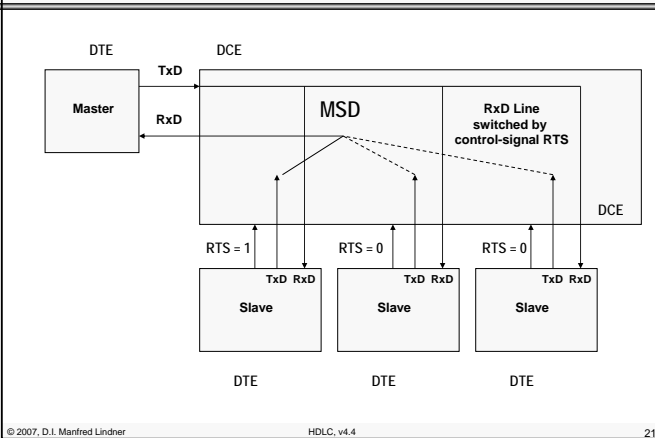 DTE DCE
TxD
Master
RxD
MSD
RxD Line
switched by
control-signal RTS
DCE
RTS = 1 RTS = 0 RTS = 0
TxD RxD TxD RxD TxD RxD
Slave Slave Slave
DTE DTE DTE
© 2007, D.I. Manfred Lindner HDLC, v4.4 21